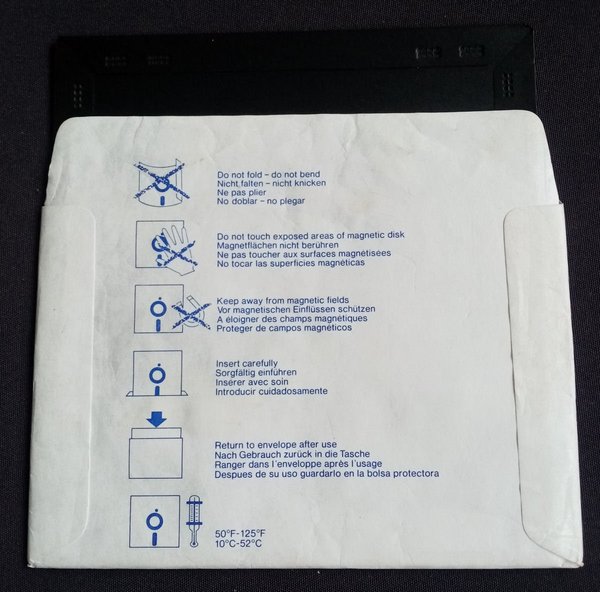 Do not fold - do not bend
Nicht falten - nicht knicken
Ne pas plier
No doblar - no plegar
Do not touch exposed areas of magnetic disk
Magnetflächen nicht berühren
Ne pas toucher aux surfaces magnétisées
No tocar las superficies magnéticas
Keep away from magnetic fields
Vor magnetischen Einflüssen schützen
A éloigner des champs magnétiques
Proteger de campos magnéticos
Insert carefully
Sorgfältig einführen
Insérer avec soin
Introducir cuidadosamente
Return to envelope after use
Nach Gebrauch zurück in die Tasche
Ranger dans l'enveloppe après l'usage
Despues de su uso guardarlo en la bolsa protectora
50°F-125°F
10°C-52°C